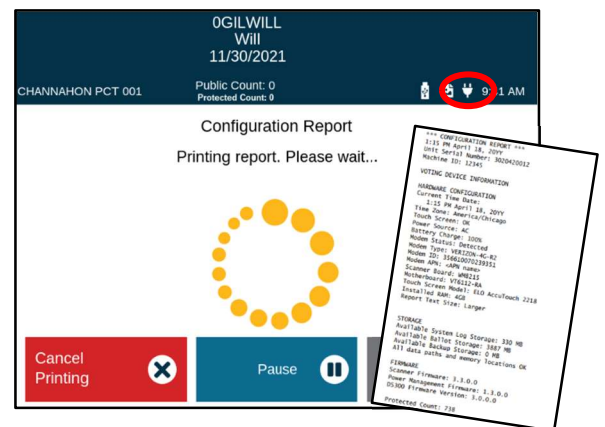 0GILWILL
Will
11/30/2021
CHANNAHON PCT 001
Public Count: 0
Protected Count: 0
AM
Configuration Report
Printing report. Please wait...
Cancel
Printing
Pause
*** CONFIGURATION REPORT ***
1:15 PM April 18, 20YY
Unit Serial Number: 3020420012
Machine ID: 12345
VOTING DEVICE INFORMATION
HARDWARE CONFIGURATION
Current Time Date:
1:15 PM April 18, 20YY
Time Zone: America/Chicago
Touch Screen: OK
Power Source: AC
Battery Charge: 100%
Modem Status: Detected
Modem Type: VERIZON-4G-R2
Modem ID: 356610070239351
Modem APN: <APN name>
Scanner Board: WM8215
Motherboard: VT6112-RA
Touch Screen Model: ELO AccuTouch 2218
Installed RAM: 4GB
Report Text Size: Larger
STORAGE
Available System Log Storage: 330 MB
Available Ballot Storage: 3887 MB
Available Backup Storage: 0 MB
All data paths and memory locations OK
FIRMWARE
Scanner Firmware: 3.3.0.0
Power Management Firmware: 1.3.0.0
DS300 Firmware Version: 3.0.0.0
Protected Count: 738